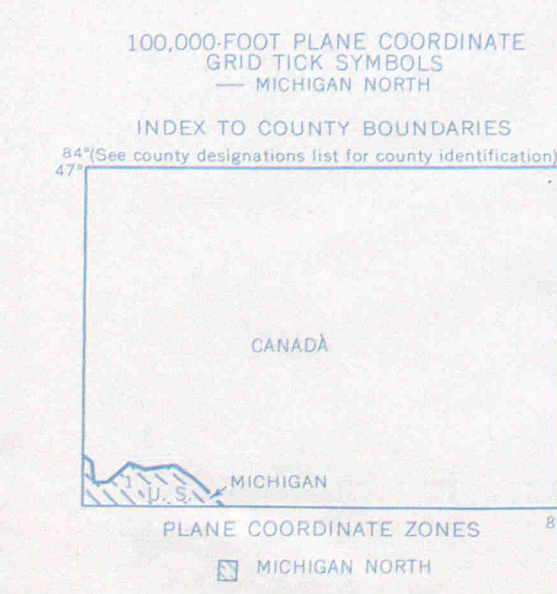 100,000-FOOT PLANE COORDINATE
GRID TICK SYMBOLS
— MICHIGAN NORTH
INDEX TO COUNTY BOUNDARIES
84°(See county designations list for county identification)
47°
CANADA
1
U. S.
MICHIGAN
8
PLANE COORDINATE ZONES
MICHIGAN NORTH